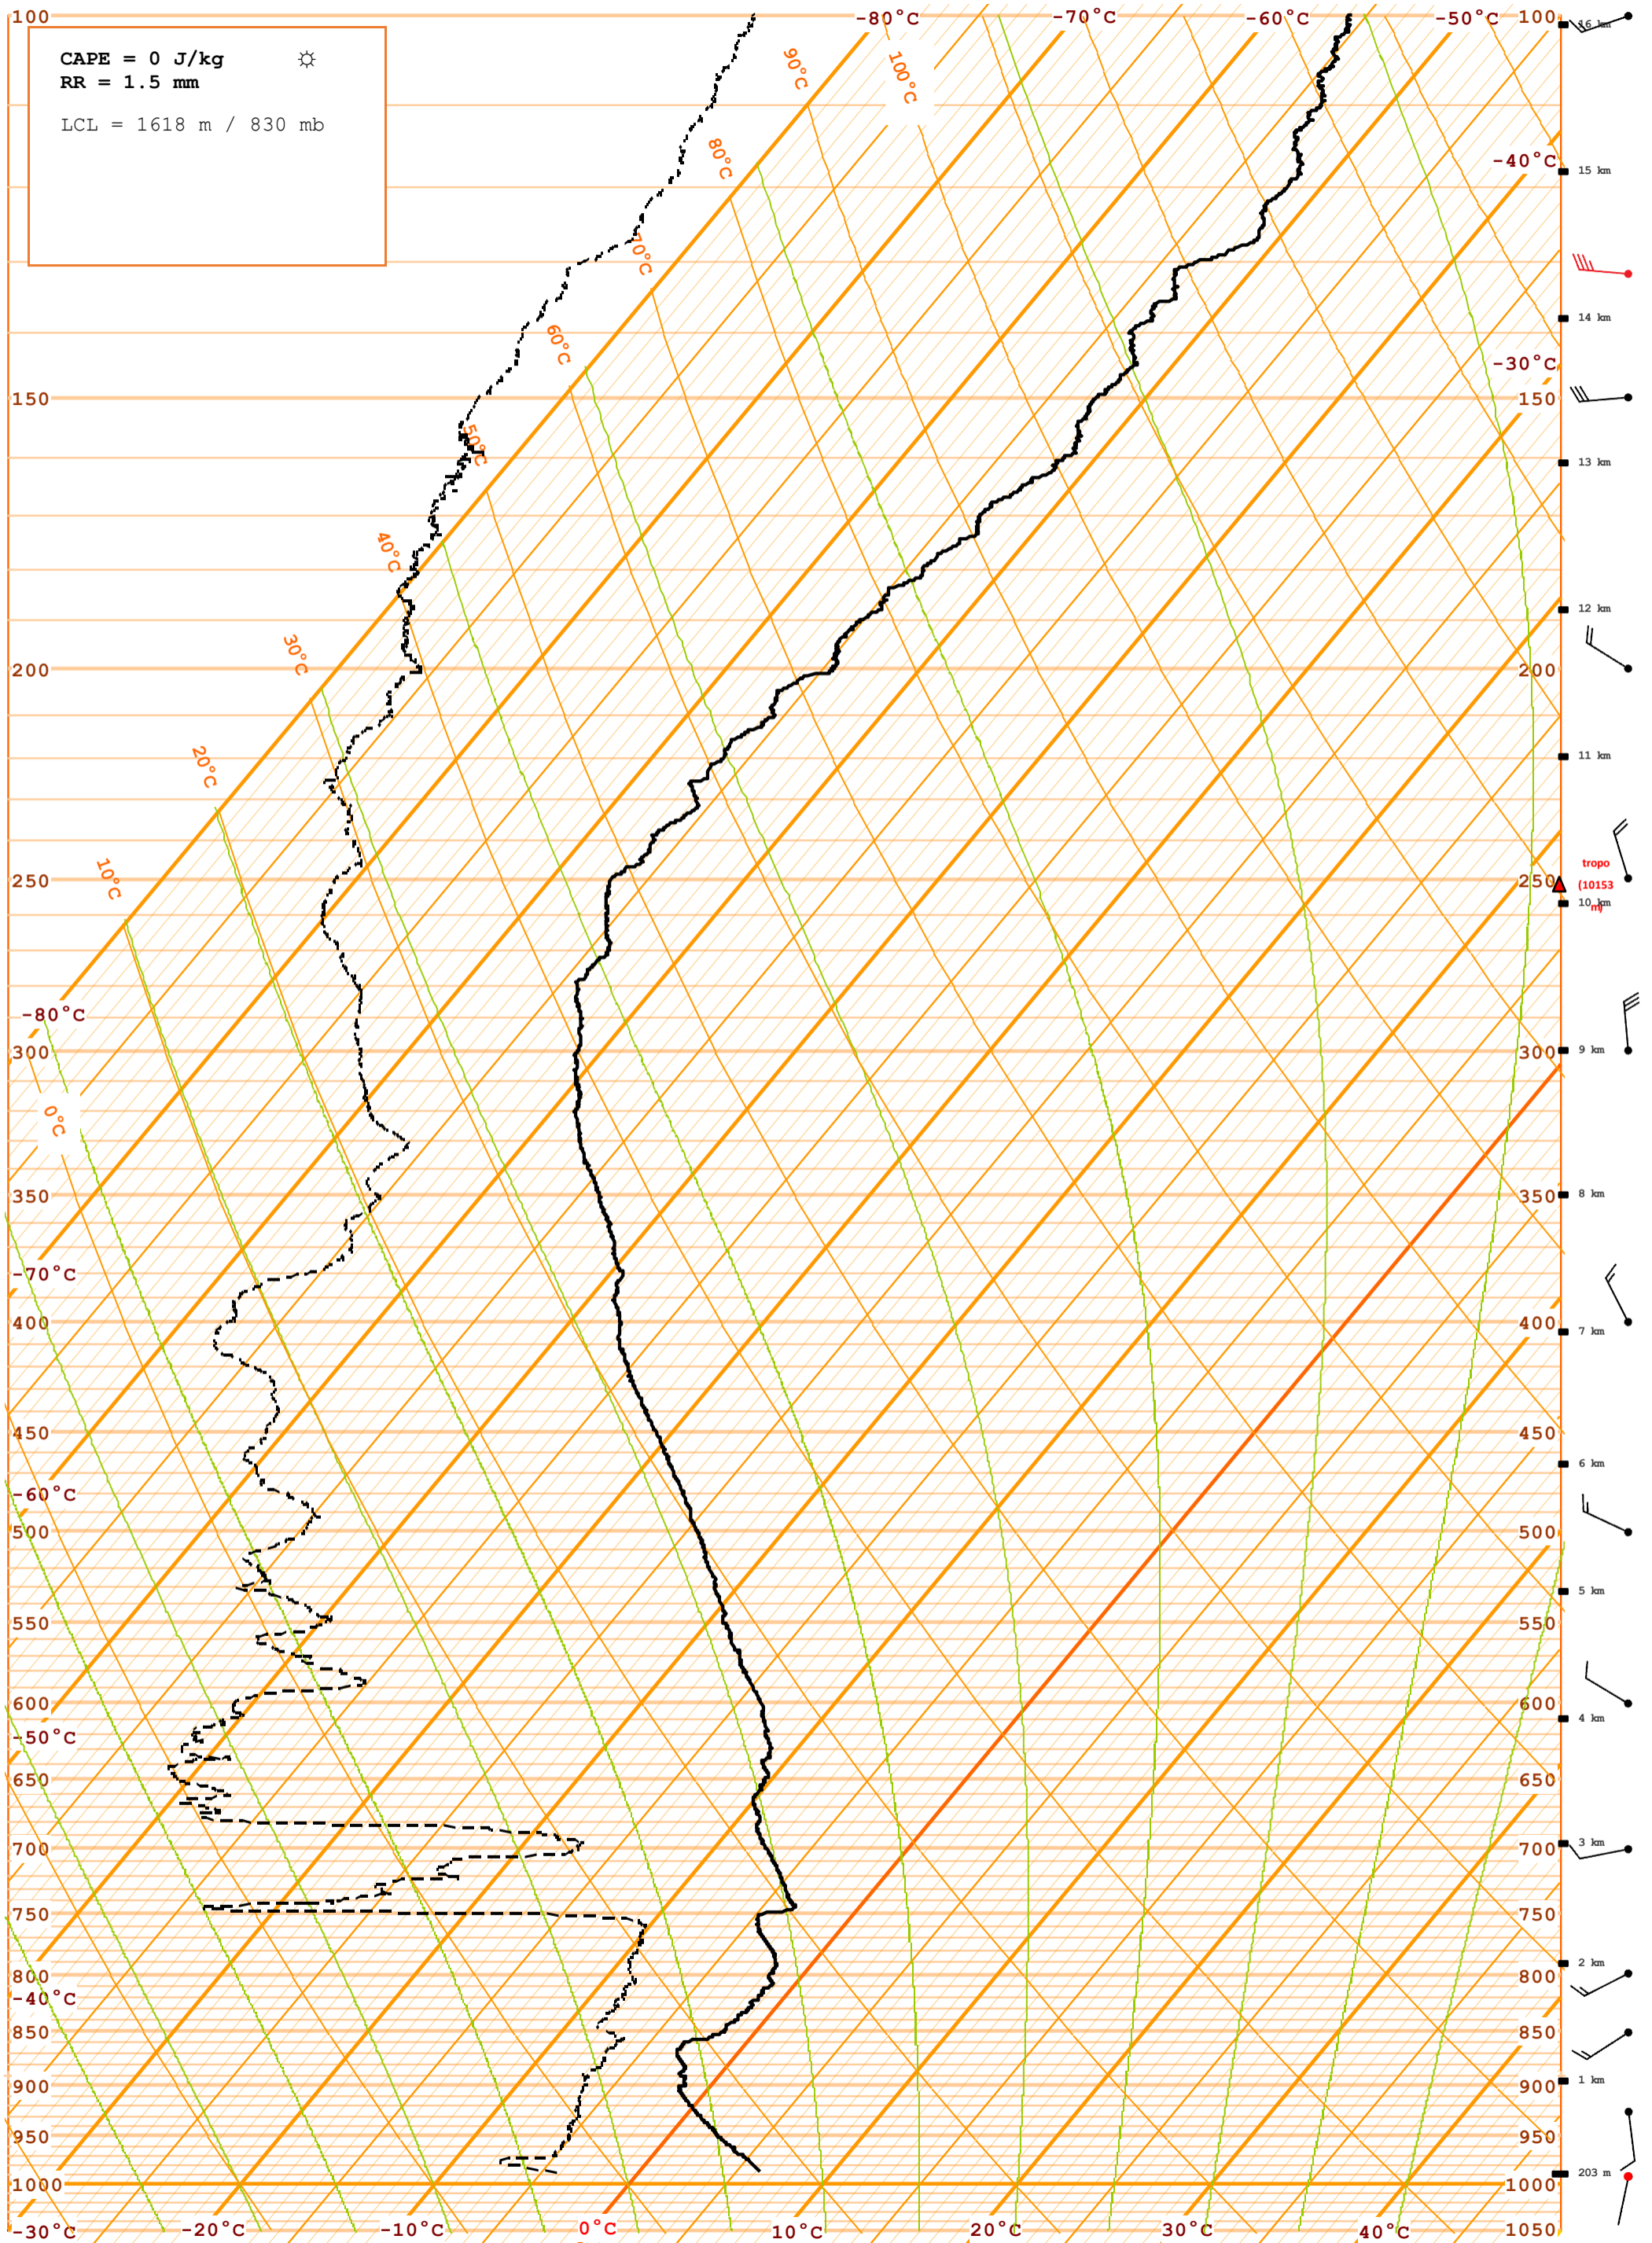 100 -80°C -70°C -60°C -50°C 100 16 km
CAPE = 0 J/kg ☼
RR = 1.5 mm
LCL = 1618 m / 830 mb
90°C 100°C
80°C -40°C 15 km
70°C
14 km
60°C -30°C
150 150
50°C 13 km
40°C
12 km
30°C
200 200
20°C 11 km
10°C tropo
250 250 (10153
10 km m)
-80°C
300 300 9 km
0°C
350 350 8 km
-70°C
400 400 7 km
450 450
6 km
-60°C
500 500
5 km
550 550
600 600
4 km
-50°C
650 650
700 700 3 km
750 750
2 km
800 800
-40°C
850 850
900 900 1 km
950 950
203 m
1000 1000
-30°C -20°C -10°C 0°C 10°C 20°C 30°C 40°C 1050